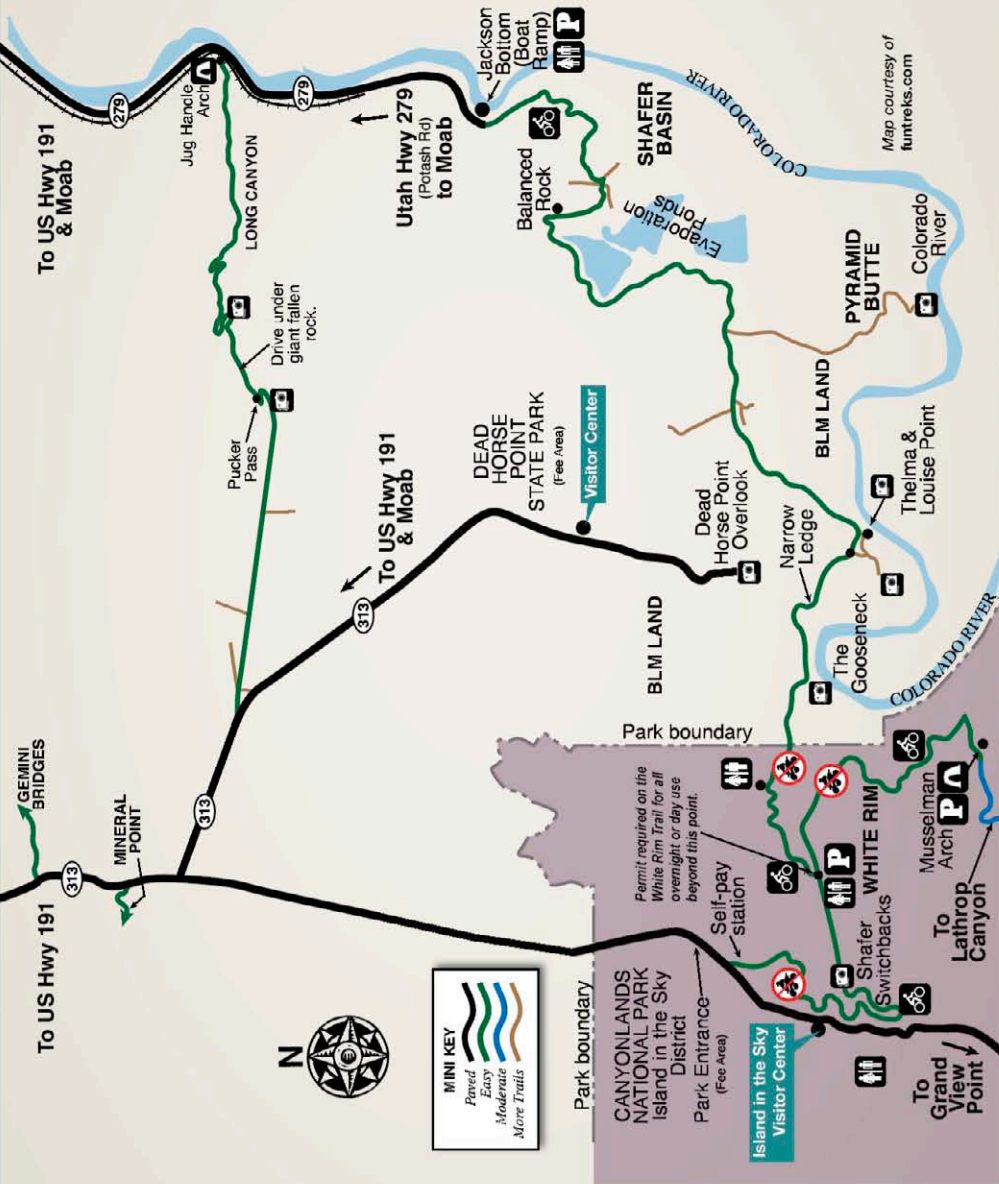 To US Hwy 191
& Moab
279
Jug Handle
Arch
279
LONG CANYON
Utah Hwy 279
(Potash Rd)
to Moab
Jackson
Bottom
(Boat
Ramp)
P
Balanced
Rock
SHAFER
BASIN
COLORADO RIVER
COLORADO RIVER
Map courtesy of
funtreks.com
Evaporation
Ponds
Drive under
giant fallen
rock.
Pucker
Pass
PYRAMID
BUTTE
Colorado
River
BLM LAND
DEAD
HORSE
POINT
STATE PARK
(Fee Area)
Visitor Center
To US Hwy 191
& Moab
313
Dead
Horse Point
Overlook
Thelma &
Louise Point
Narrow
Ledge
BLM LAND
The
Gooseneck
COLORADO RIVER
GEMINI
BRIDGES
313
MINERAL
POINT
313
To US Hwy 191
Park boundary
Permit required on the
White Rim Trail for all
overnight or day use
beyond this point.
P
WHITE RIM
Musselman
Arch
P
Self-pay
station
Shafer
Switchbacks
To
Lathrop
Canyon
N
MINI KEY
Paved
Easy
Moderate
More Trails
Park boundary
CANYONLANDS
NATIONAL PARK
Island in the Sky
District
Park Entrance
(Fee Area)
Island in the Sky
Visitor Center
To
Grand
View
Point